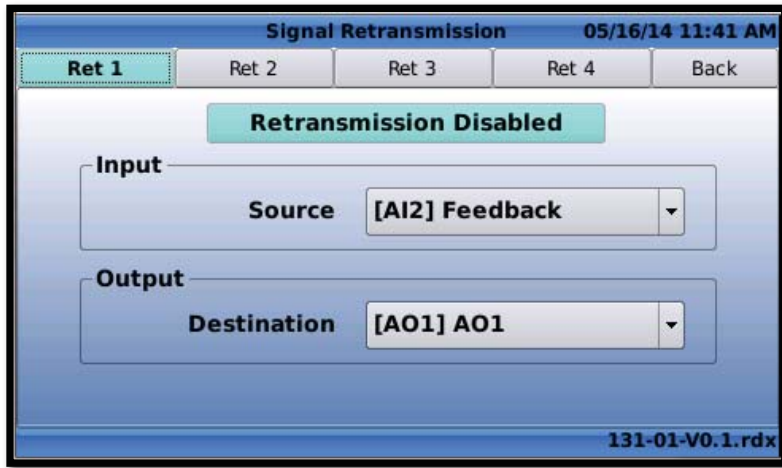 Signal Retransmission 05/16/14 11:41 AM
Ret 1 Ret 2 Ret 3 Ret 4 Back
Retransmission Disabled
Input
Source [AI2] Feedback
Output
Destination [AO1] AO1
131-01-V0.1.rdx